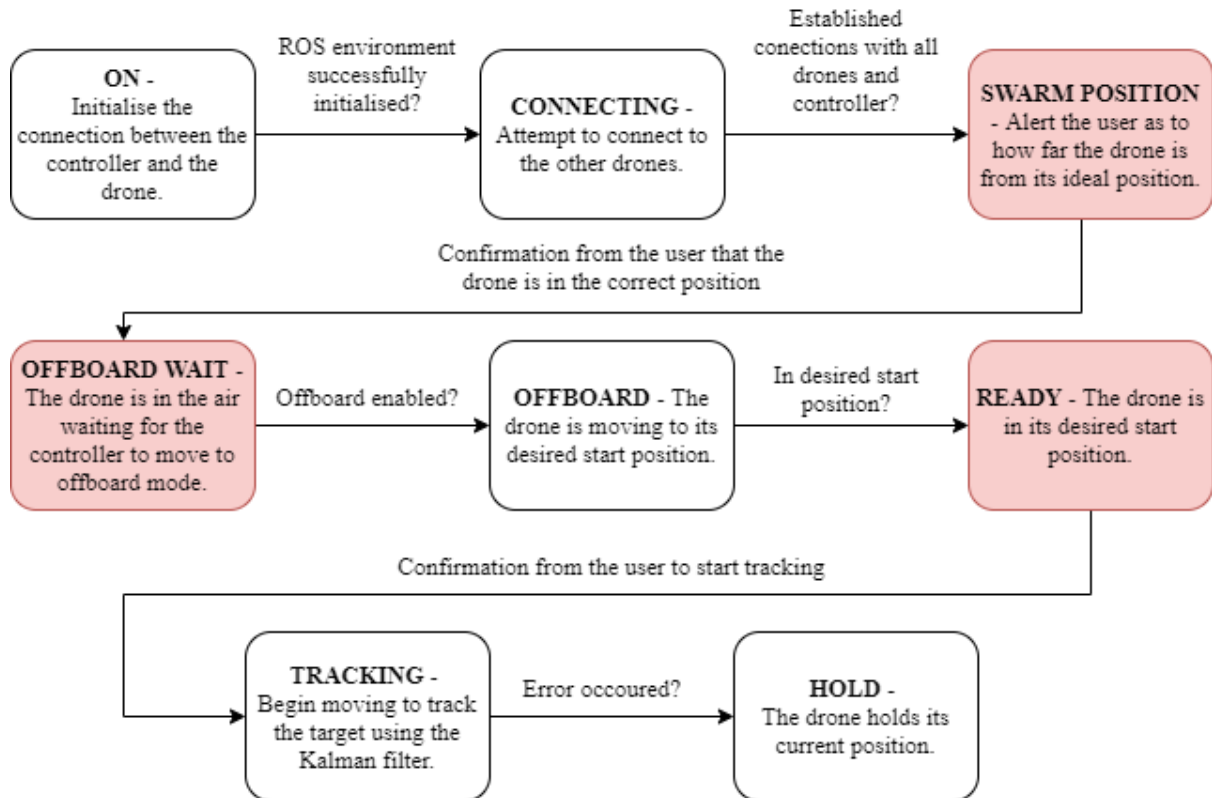 ON -
Initialise the
connection between the
controller and the
drone.
ROS environment
successfully
initialised?
CONNECTING -
Attempt to connect to
the other drones.
Established
conections with all
drones and
controller?
SWARM POSITION
- Alert the user as to
how far the drone is
from its ideal position.
Confirmation from the user that the
drone is in the correct position
OFFBOARD WAIT -
The drone is in the air
waiting for the
controller to move to
offboard mode.
Offboard enabled?
OFFBOARD - The
drone is moving to its
desired start position.
In desired start
position?
READY - The drone is
in its desired start
position.
Confirmation from the user to start tracking
TRACKING -
Begin moving to track
the target using the
Kalman filter.
Error occoured?
HOLD -
The drone holds its
current position.